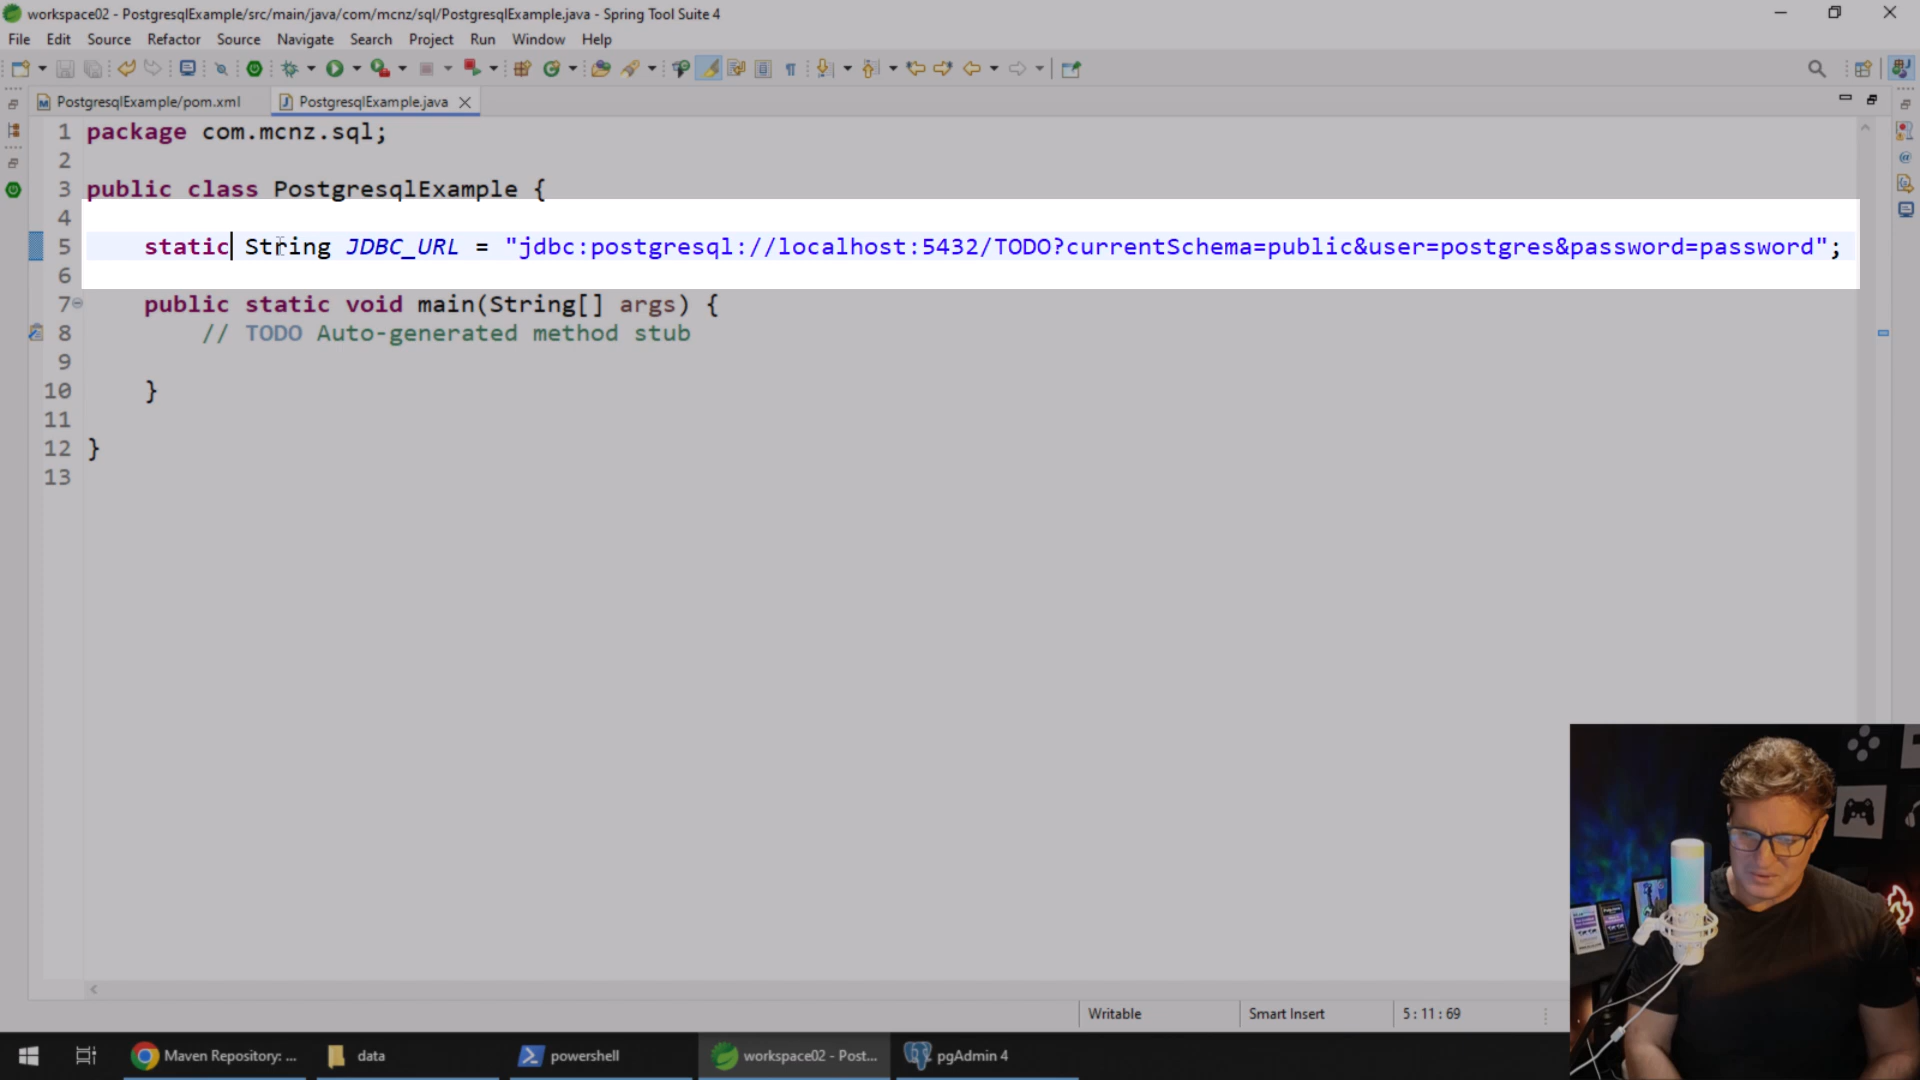 workspace02 - PostgresqlExample/src/main/java/com/mcnz/sql/PostgresqlExample.java - Spring Tool Suite 4
File Edit Source Refactor Source Navigate Search Project Run Window Help
PostgresqlExample/pom.xml PostgresqlExample.java
1 package com.mcnz.sql;
2
3 public class PostgresqlExample {
4
5 static String JDBC_URL = "jdbc:postgresql://localhost:5432/TODO?currentSchema=public&user=postgres&password=password";
6
7 public static void main(String[] args) {
8 // TODO Auto-generated method stub
9
10 }
11
12 }
13
Writable Smart Insert 5 : 11 : 69
Maven Repository: ... data powershell workspace02 - Post... pgAdmin 4